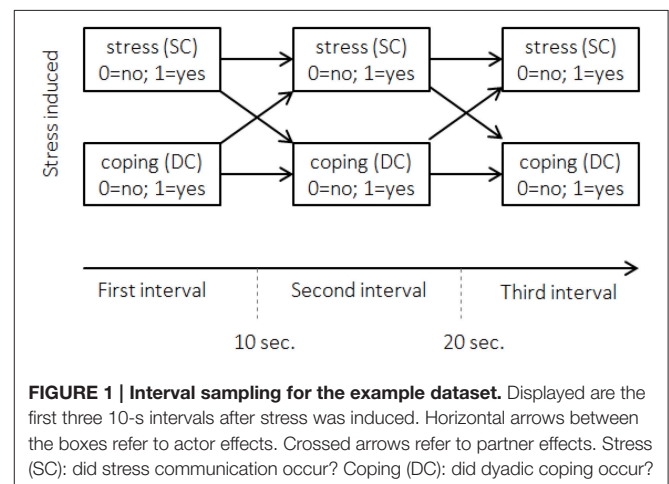 Stress induced
stress (SC)
0=no; 1=yes
stress (SC)
0=no; 1=yes
stress (SC)
0=no; 1=yes
coping (DC)
0=no; 1=yes
coping (DC)
0=no; 1=yes
coping (DC)
0=no; 1=yes
First interval
Second interval
Third interval
10 sec.
20 sec.
FIGURE 1 | Interval sampling for the example dataset. Displayed are the
first three 10-s intervals after stress was induced. Horizontal arrows between
the boxes refer to actor effects. Crossed arrows refer to partner effects. Stress
(SC): did stress communication occur? Coping (DC): did dyadic coping occur?